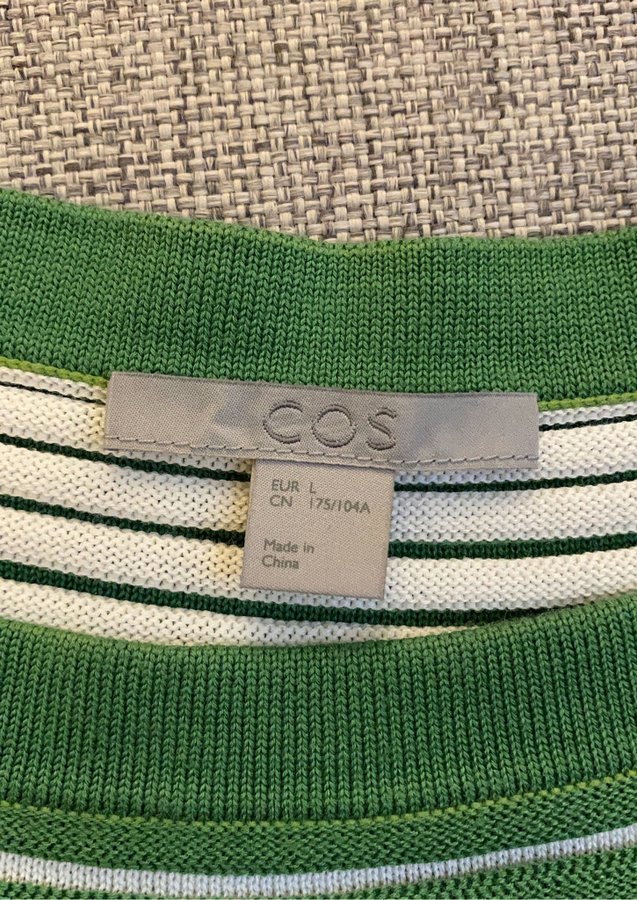 COS
EUR L
CN 175/104A
Made in
China